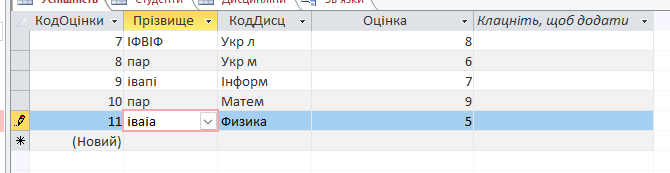 Успішність Студенти Дисципліни Зв'язки
КодОцінки Прізвище КодДисц Оцінка Клацніть, щоб додати
7 ІФВІФ Укр л 8
8 пар Укр м 6
9 івапі Інформ 7
10 пар Матем 9
11 іваіа Физика 5
(Новий)